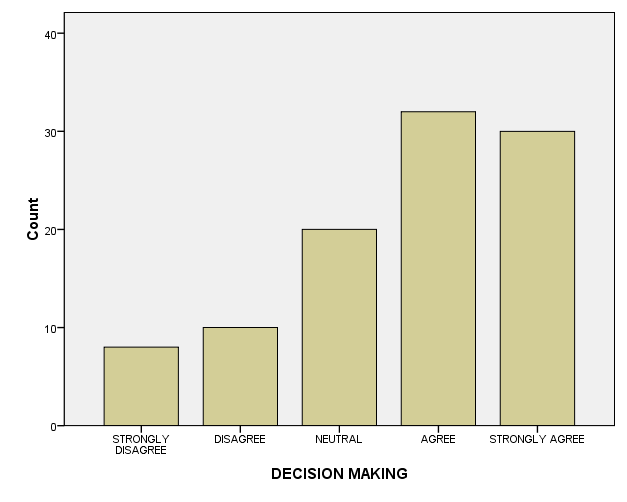 Count
40
30
20
10
0
STRONGLY
DISAGREE
DISAGREE
NEUTRAL
AGREE
STRONGLY AGREE
DECISION MAKING